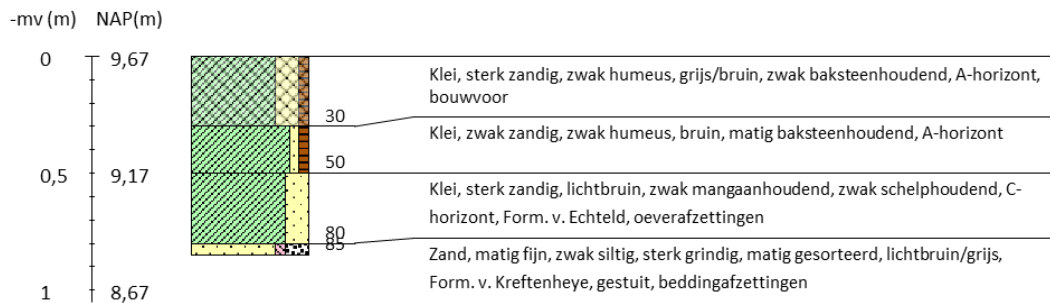 -mv (m) NAP(m)
0 9,67
Klei, sterk zandig, zwak humeus, grijs/bruin, zwak baksteenhoudend, A-horizont,
bouwvoor
30
Klei, zwak zandig, zwak humeus, bruin, matig baksteenhoudend, A-horizont
50
0,5 9,17
Klei, sterk zandig, lichtbruin, zwak mangaanhoudend, zwak schelphoudend, C-
horizont, Form. v. Echteld, oeverafzettingen
80
85
Zand, matig fijn, zwak siltig, sterk grindig, matig gesorteerd, lichtbruin/grijs,
Form. v. Kreftenheye, gestuit, beddingafzettingen
1 8,67